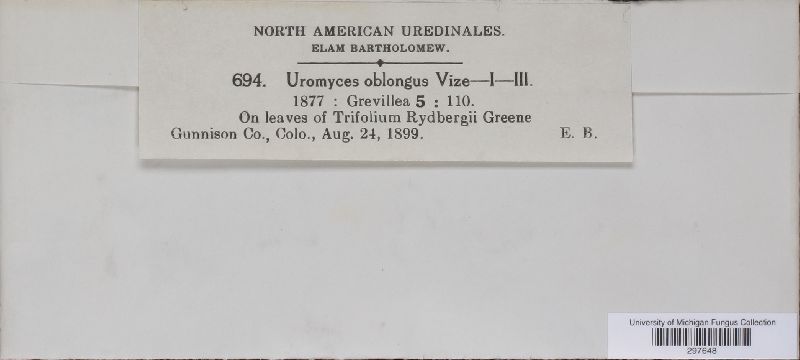 NORTH AMERICAN UREDINALES.
ELAM BARTHOLOMEW.
694. Uromyces oblongus Vize—I—III.
1877 : Grevillea 5 : 110.
On leaves of Trifolium Rydbergii Greene
Gunnison Co., Colo., Aug. 24, 1899. E. B.
University of Michigan Fungus Collection
297648